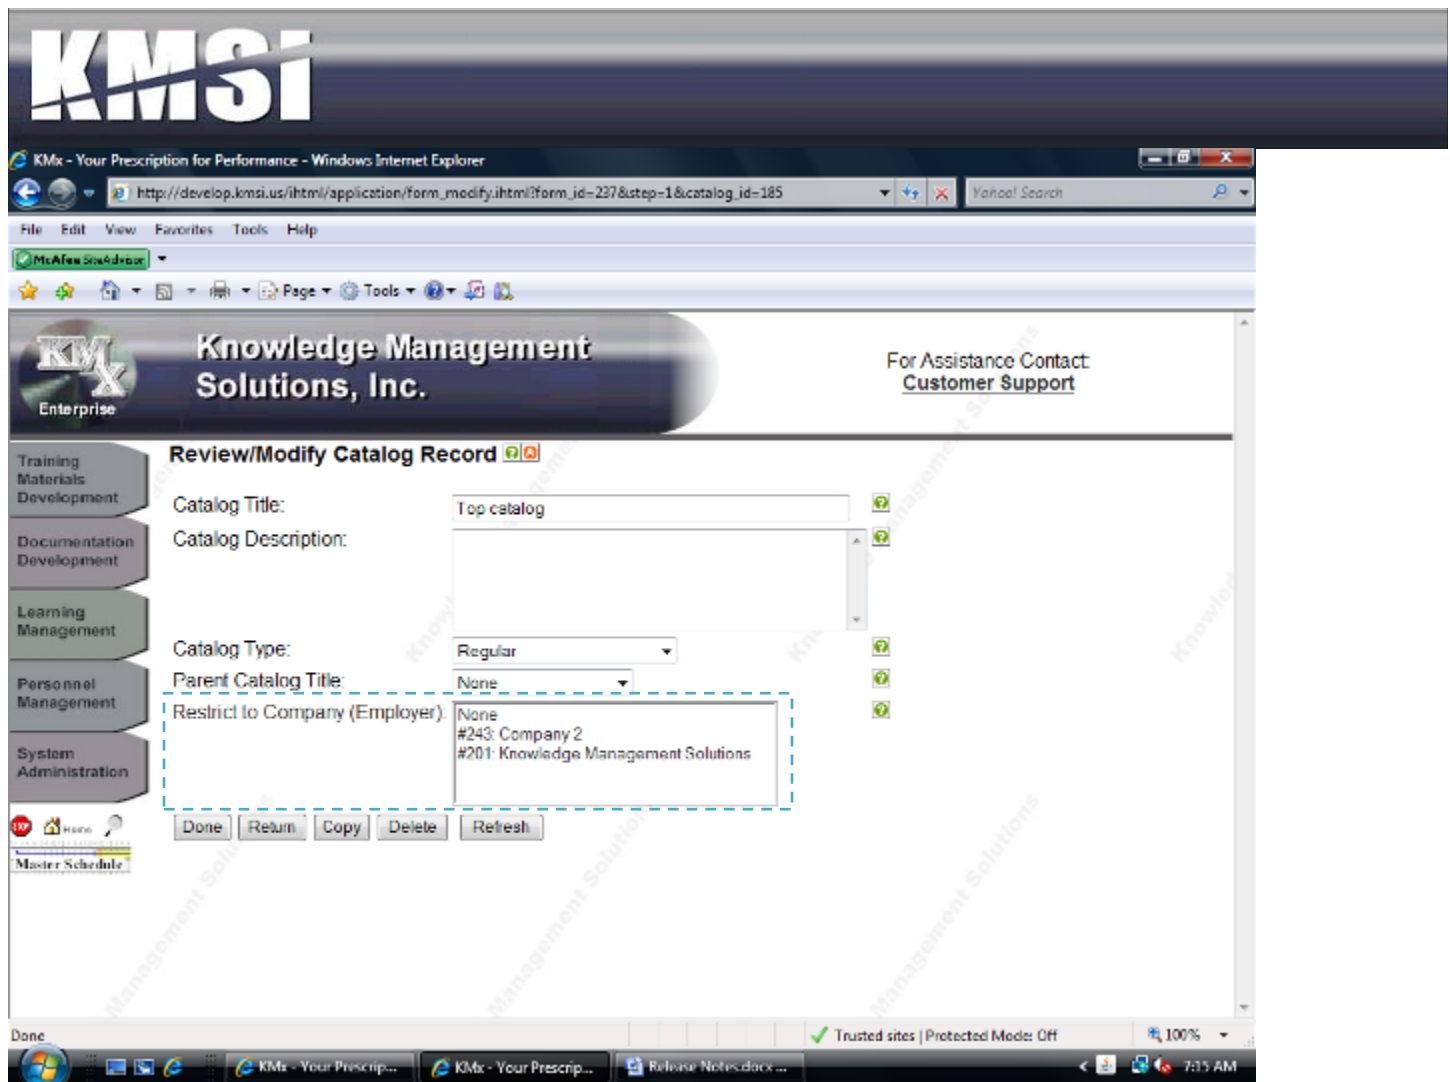 KMSi
KMx - Your Prescription for Performance - Windows Internet Explorer
http://develop.kmsi.us/ihtml/application/form_modify.ihtml?form_id=237&step=1&catalog_id=185
Yahoo! Search
File Edit View Favorites Tools Help
McAfee SiteAdvisor
Page Tools
KMx
Enterprise
Knowledge Management
Solutions, Inc.
For Assistance Contact:
Customer Support
Training
Materials
Development
Documentation
Development
Learning
Management
Personnel
Management
System
Administration
STOP Home
Master Schedule
Review/Modify Catalog Record
Catalog Title: Top catalog
Catalog Description:
Catalog Type: Regular
Parent Catalog Title: None
Restrict to Company (Employer): None
#243: Company 2
#201: Knowledge Management Solutions
Done Return Copy Delete Refresh
Done
Trusted sites | Protected Mode: Off
100%
KMx - Your Prescrip... KMx - Your Prescrip... Release Notes.docx ...
7:15 AM